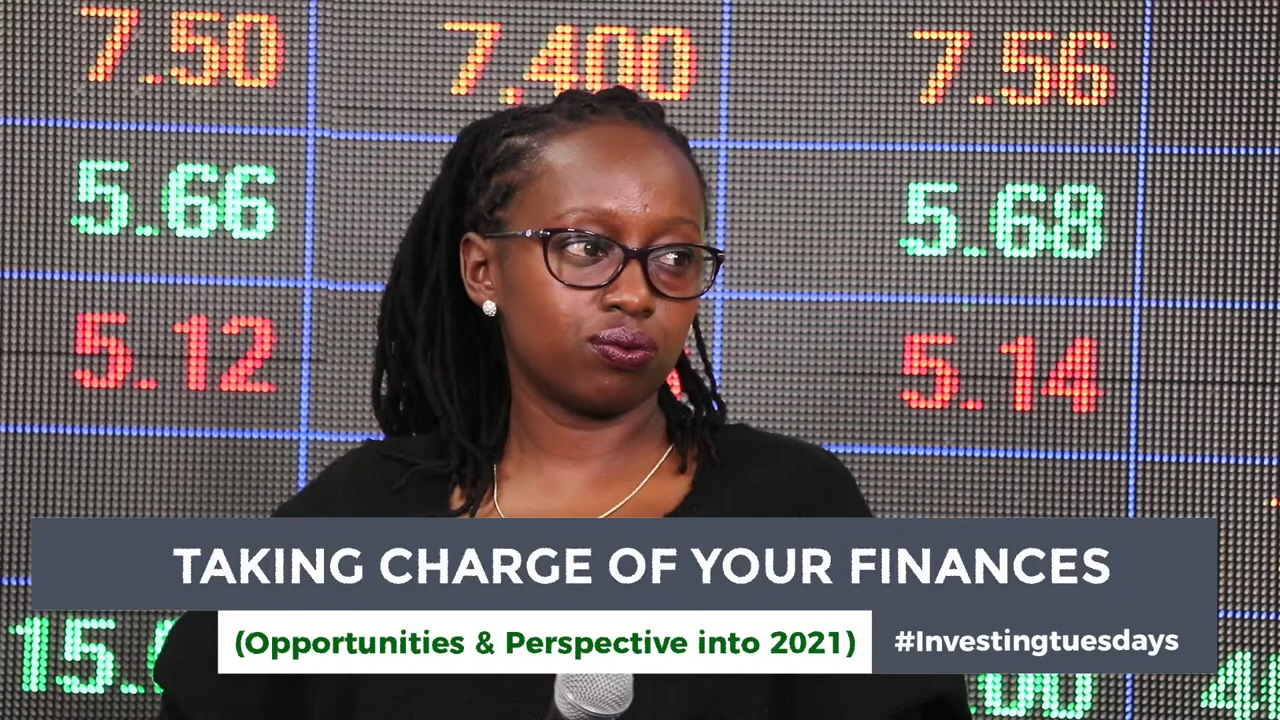 7.50 7.400 7.56
5.66 5.68
5.12 5.14
TAKING CHARGE OF YOUR FINANCES
(Opportunities & Perspective into 2021) #Investingtuesdays